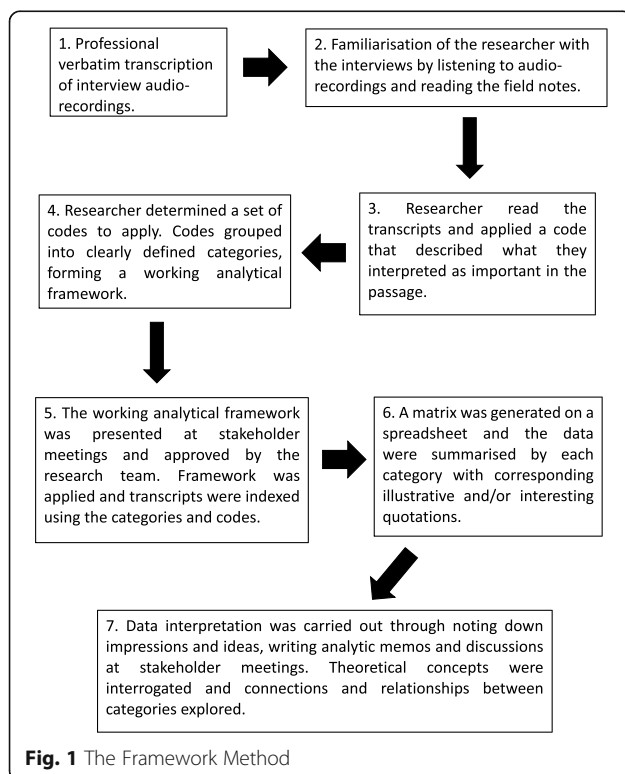 1. Professional
verbatim transcription
of interview audio-
recordings.
2. Familiarisation of the researcher with
the interviews by listening to audio-
recordings and reading the field notes.
3. Researcher read the
transcripts and applied a code
that described what they
interpreted as important in the
passage.
4. Researcher determined a set of
codes to apply. Codes grouped
into clearly defined categories,
forming a working analytical
framework.
5. The working analytical framework
was presented at stakeholder
meetings and approved by the
research team. Framework was
applied and transcripts were indexed
using the categories and codes.
6. A matrix was generated on a
spreadsheet and the data
were summarised by each
category with corresponding
illustrative and/or interesting
quotations.
7. Data interpretation was carried out through noting down
impressions and ideas, writing analytic memos and discussions
at stakeholder meetings. Theoretical concepts were
interrogated and connections and relationships between
categories explored.
Fig. 1 The Framework Method